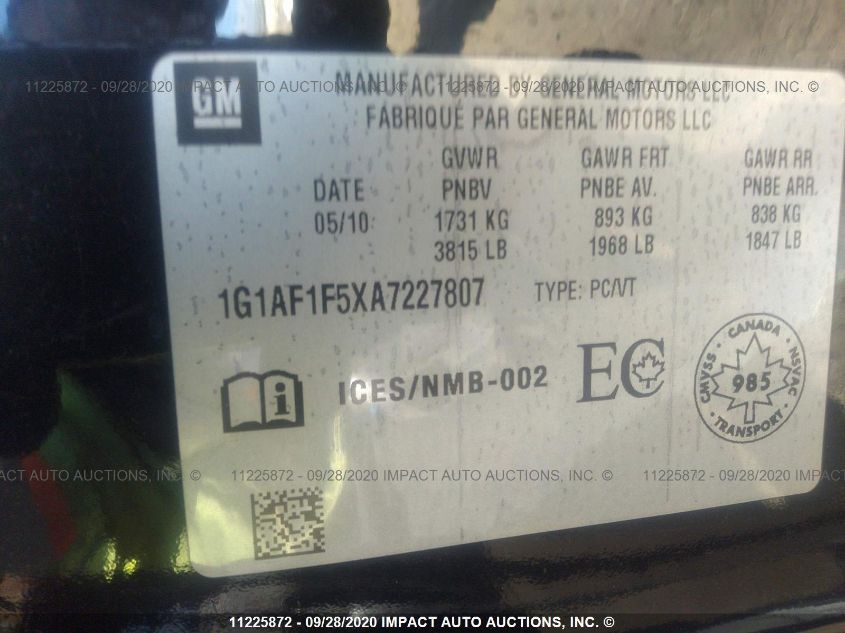 11225872 - 09/28/2020 IMPACT AUTO AUCTIONS, INC. © 11225872 - 09/28/2020 IMPACT AUTO AUCTIONS, INC. ©
GM
MANUFACTURED BY GENERAL MOTORS LLC
FABRIQUE PAR GENERAL MOTORS LLC
GVWR GAWR FRT GAWR RR
DATE PNBV PNBE AV. PNBE ARR.
05/10 1731 KG 893 KG 838 KG
3815 LB 1968 LB 1847 LB
1G1AF1F5XA7227807 TYPE: PC/VT
i ICES/NMB-002 EC
CANADA
CMVSS 985 NSVAC
TRANSPORT
IMPACT AUTO AUCTIONS, INC. © 11225872 - 09/28/2020 IMPACT AUTO AUCTIONS, INC. © 11225872 - 09/28/2020 IMPACT
11225872 - 09/28/2020 IMPACT AUTO AUCTIONS, INC. ©